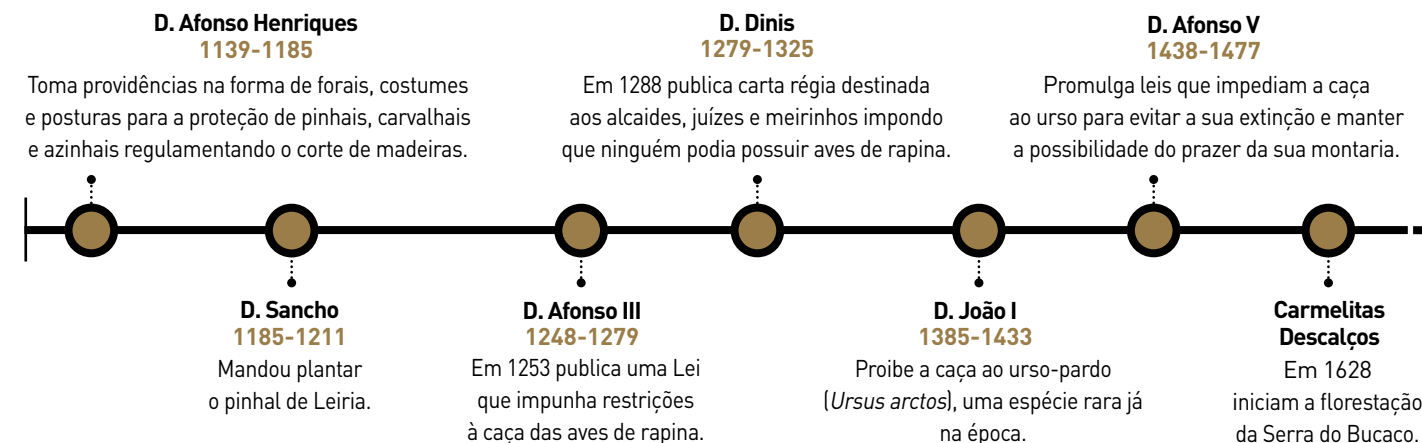 D. Afonso Henriques
1139-1185
Toma providências na forma de forais, costumes
e posturas para a proteção de pinhais, carvalhais
e azinhais regulamentando o corte de madeiras.
D. Sancho
1185-1211
Mandou plantar
o pinhal de Leiria.
D. Afonso III
1248-1279
Em 1253 publica uma Lei
que impunha restrições
à caça das aves de rapina.
D. Dinis
1279-1325
Em 1288 publica carta régia destinada
aos alcaides, juízes e meirinhos impondo
que ninguém podia possuir aves de rapina.
D. João I
1385-1433
Proibe a caça ao urso-pardo
(Ursus arctos), uma espécie rara já
na época.
D. Afonso V
1438-1477
Promulga leis que impediam a caça
ao urso para evitar a sua extinção e manter
a possibilidade do prazer da sua montaria.
Carmelitas
Descalços
Em 1628
iniciam a florestação
da Serra do Buçaco.